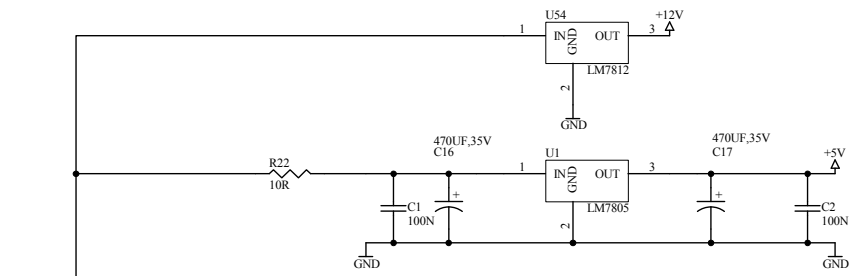 U54
+12V
1
IN
GND
OUT
3
LM7812
2
GND
470UF,35V
C16
470UF,35V
C17
R22
10R
U1
+5V
1
IN
GND
OUT
3
LM7805
2
C1
100N
C2
100N
+
+
GND
GND